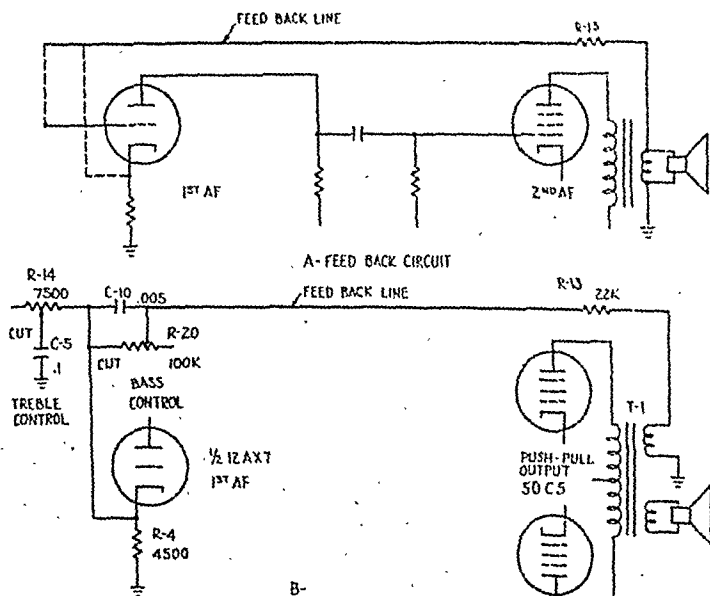 FEED BACK LINE
R-13
1ST AF
2ND AF
A- FEED BACK CIRCUIT
R-14
7500
C-10
.005
FEED BACK LINE
R-13
22K
CUT
C-5
.1
CUT
R-20
100K
TREBLE
CONTROL
BASS
CONTROL
T-1
1/2 12AX7
1ST AF
PUSH-PULL
OUTPUT
50C5
R-4
4500
B-